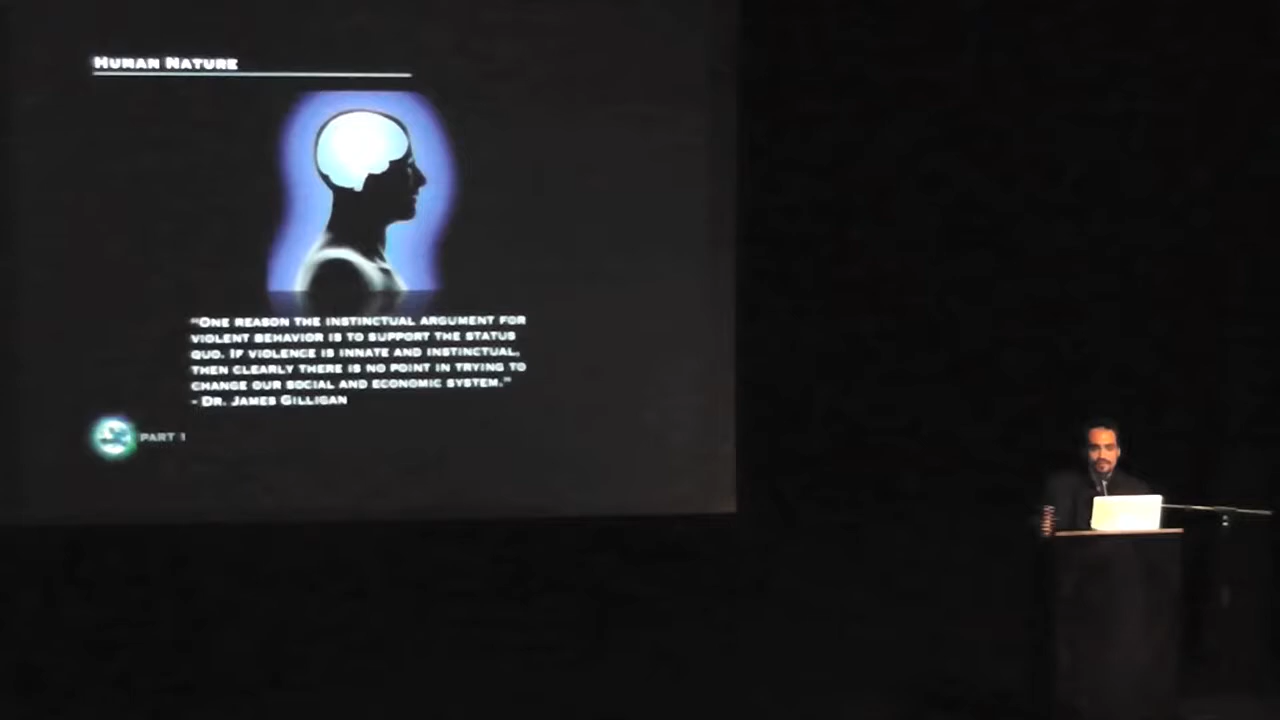 HUMAN NATURE
"ONE REASON THE INSTINCTUAL ARGUMENT FOR
VIOLENT BEHAVIOR IS TO SUPPORT THE STATUS
QUO. IF VIOLENCE IS INNATE AND INSTINCTUAL,
THEN CLEARLY THERE IS NO POINT IN TRYING TO
CHANGE OUR SOCIAL AND ECONOMIC SYSTEM."
- DR. JAMES GILLIGAN
PART 1